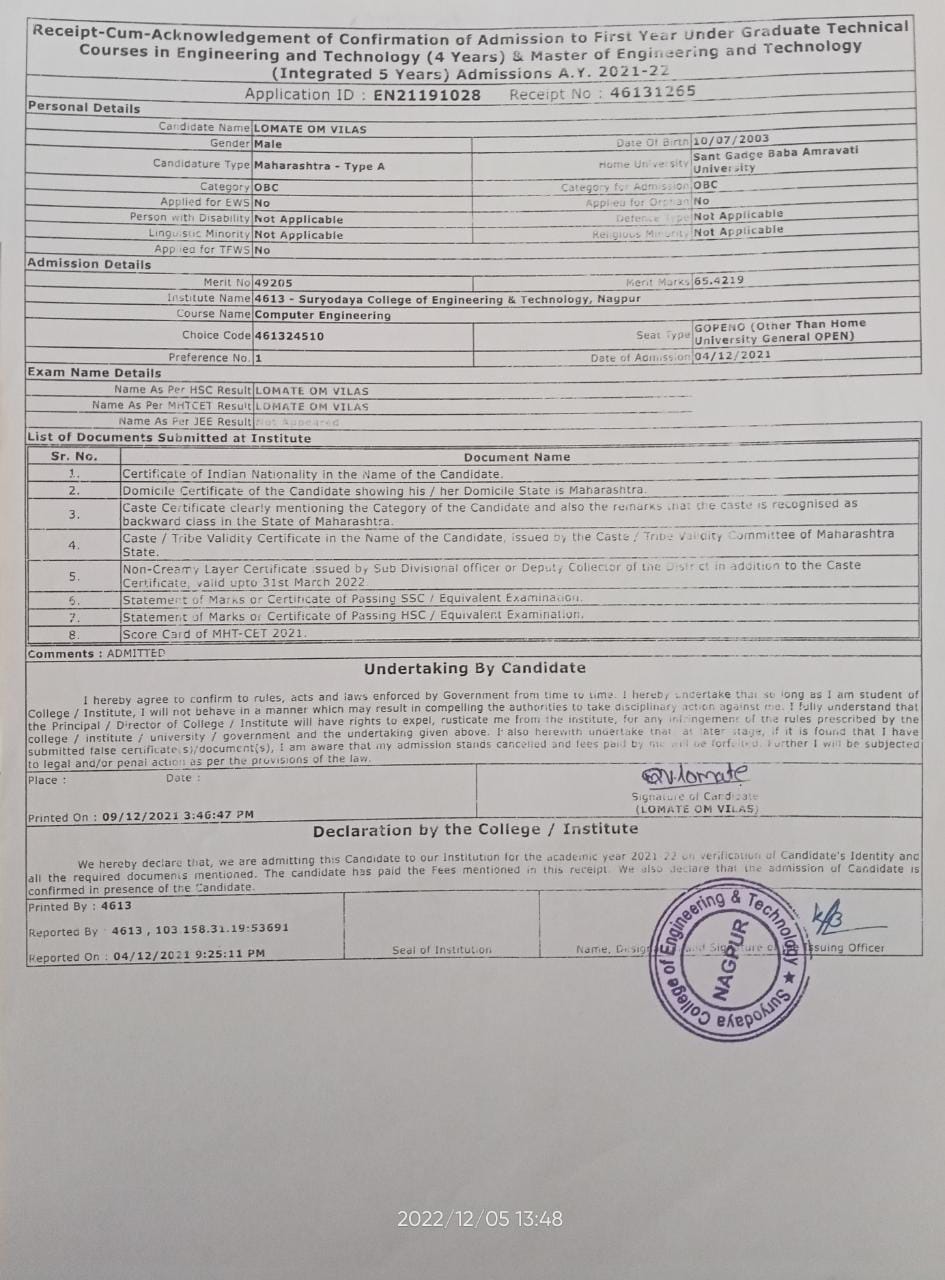 Receipt-Cum-Acknowledgement of Confirmation of Admission to First Year Under Graduate Technical
Courses in Engineering and Technology (4 Years) & Master of Engineering and Technology
(Integrated 5 Years) Admissions A.Y. 2021-22
Application ID : EN21191028 Receipt No : 46131265
Personal Details
Candidate Name LOMATE OM VILAS
Gender Male Date Of Birth 10/07/2003
Candidature Type Maharashtra - Type A Home University Sant Gadge Baba Amravati
University
Category OBC Category for Admission OBC
Applied for EWS No Applied for Orphan No
Person with Disability Not Applicable Defence Type Not Applicable
Linguistic Minority Not Applicable Religious Minority Not Applicable
Applied for TFWS No
Admission Details
Merit No 49205 Merit Marks 65.4219
Institute Name 4613 - Suryodaya College of Engineering & Technology, Nagpur
Course Name Computer Engineering
Choice Code 461324510 Seat Type GOPENO (Other Than Home
University General OPEN)
Preference No. 1 Date of Admission 04/12/2021
Exam Name Details
Name As Per HSC Result LOMATE OM VILAS
Name As Per MHTCET Result LOMATE OM VILAS
Name As Per JEE Result Not Appeared
List of Documents Submitted at Institute
Sr. No. Document Name
1. Certificate of Indian Nationality in the Name of the Candidate.
2. Domicile Certificate of the Candidate showing his / her Domicile State is Maharashtra.
3. Caste Certificate clearly mentioning the Category of the Candidate and also the remarks that the caste is recognised as
backward class in the State of Maharashtra.
4. Caste / Tribe Validity Certificate in the Name of the Candidate, issued by the Caste / Tribe Validity Committee of Maharashtra
State.
5. Non-Creamy Layer Certificate issued by Sub Divisional officer or Deputy Collector of the District in addition to the Caste
Certificate, valid upto 31st March 2022.
6. Statement of Marks or Certificate of Passing SSC / Equivalent Examination.
7. Statement of Marks or Certificate of Passing HSC / Equivalent Examination.
8. Score Card of MHT-CET 2021.
Comments : ADMITTED
Undertaking By Candidate
I hereby agree to confirm to rules, acts and laws enforced by Government from time to time. I hereby undertake that so long as I am student of
College / Institute, I will not behave in a manner which may result in compelling the authorities to take disciplinary action against me. I fully understand that
the Principal / Director of College / Institute will have rights to expel, rusticate me from the institute, for any infringement of the rules prescribed by the
college / institute / university / government and the undertaking given above. I also herewith undertake that, at later stage, if it is found that I have
submitted false certificate(s)/document(s), I am aware that my admission stands cancelled and fees paid by me will be forfeited. Further I will be subjected
to legal and/or penal action as per the provisions of the law.
Place : Date :
OV.lomate
Signature of Candidate
(LOMATE OM VILAS)
Printed On : 09/12/2021 3:46:47 PM
Declaration by the College / Institute
We hereby declare that, we are admitting this Candidate to our Institution for the academic year 2021-22 on verification of Candidate's Identity and
all the required documents mentioned. The candidate has paid the Fees mentioned in this receipt. We also declare that the admission of Candidate is
confirmed in presence of the Candidate.
Printed By : 4613
Reported By : 4613 , 103.158.31.19:53691
Reported On : 04/12/2021 9:25:11 PM
Seal of Institution
Name, Designation and Signature of the Issuing Officer
Suryodaya College of Engineering & Technology ★
NAGPUR
2022/12/05 13:48